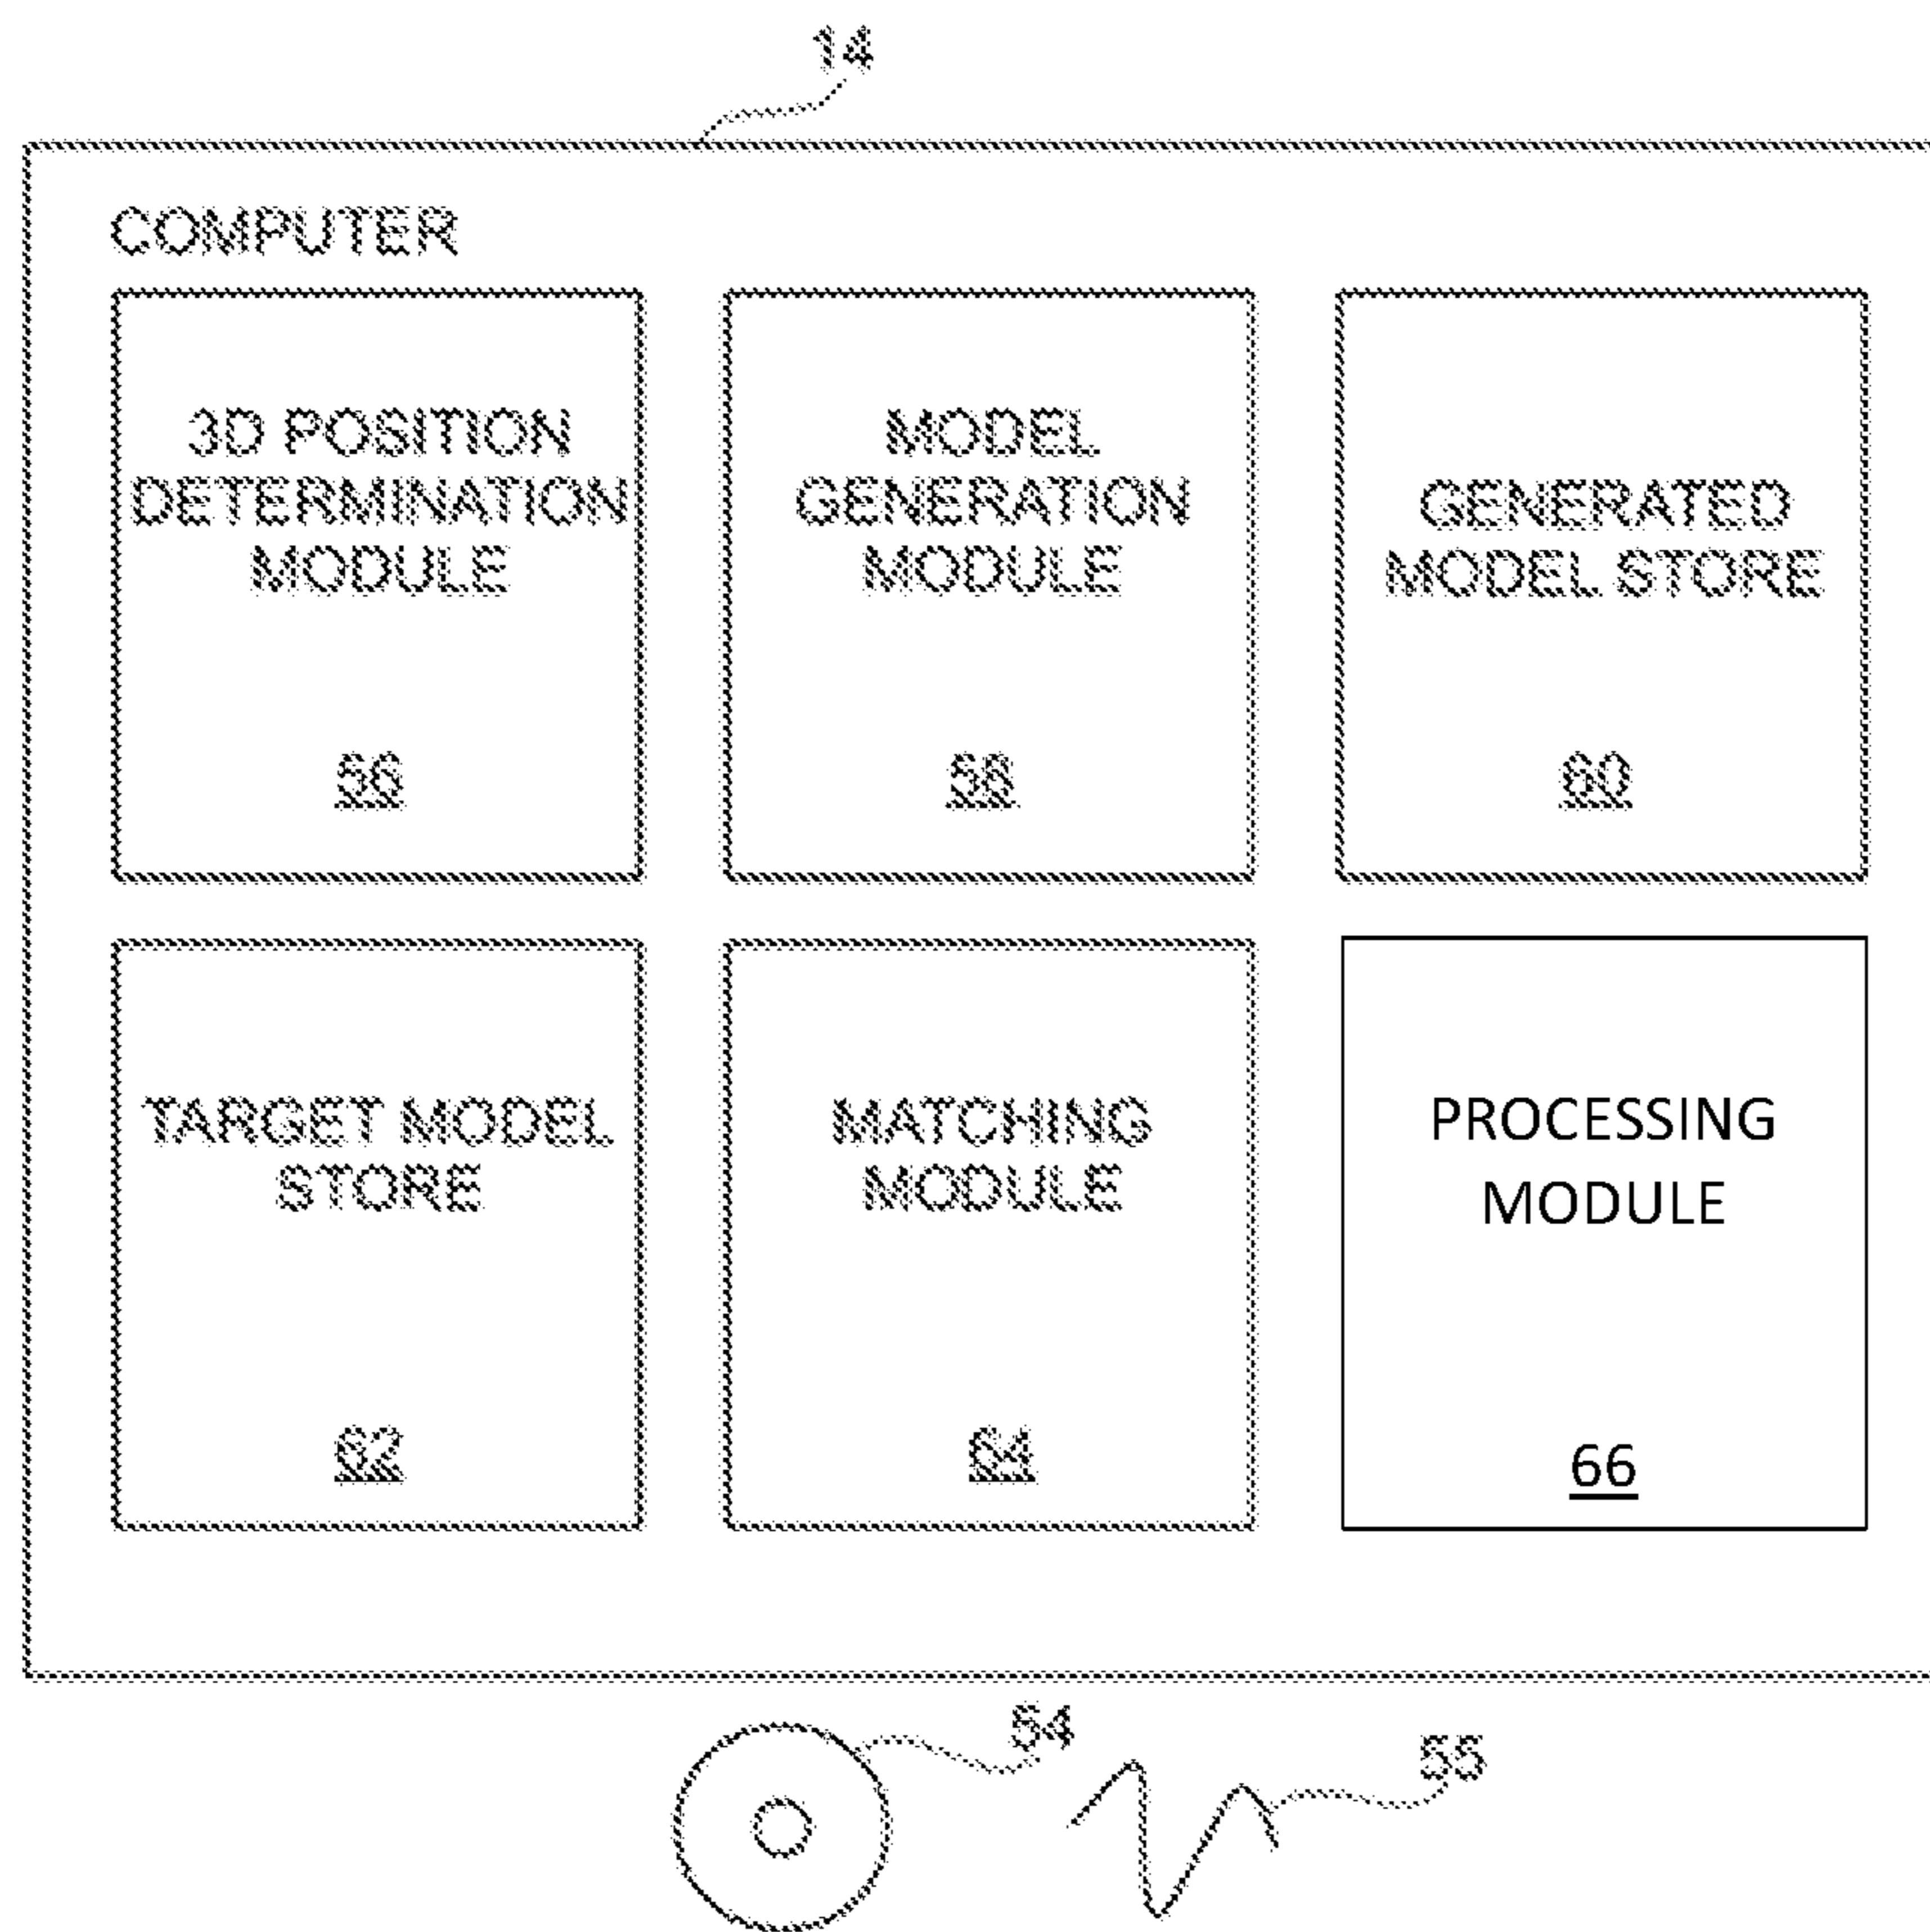 14
COMPUTER
3D POSITION
DETERMINATION
MODULE
56
MODEL
GENERATION
MODULE
58
GENERATED
MODEL STORE
60
TARGET MODEL
STORE
62
MATCHING
MODULE
64
PROCESSING
MODULE
66
54
55